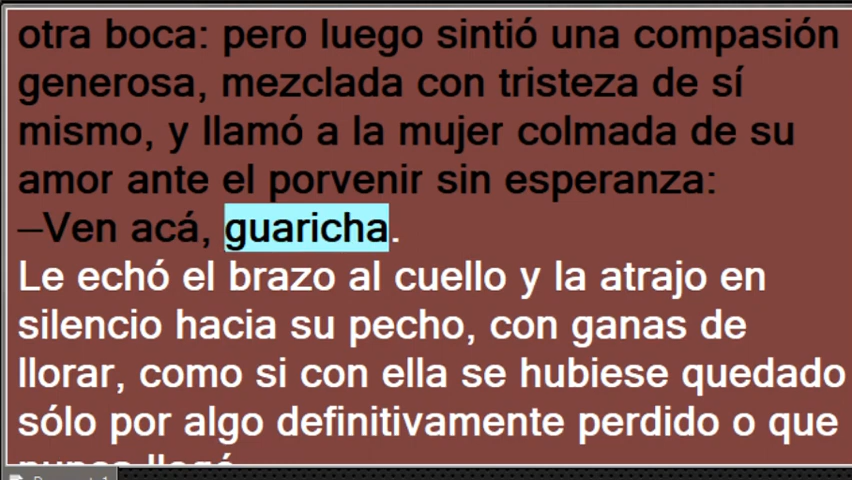 otra boca: pero luego sintió una compasión
generosa, mezclada con tristeza de sí
mismo, y llamó a la mujer colmada de su
amor ante el porvenir sin esperanza:
–Ven acá, guaricha.
Le echó el brazo al cuello y la atrajo en
silencio hacia su pecho, con ganas de
llorar, como si con ella se hubiese quedado
sólo por algo definitivamente perdido o que